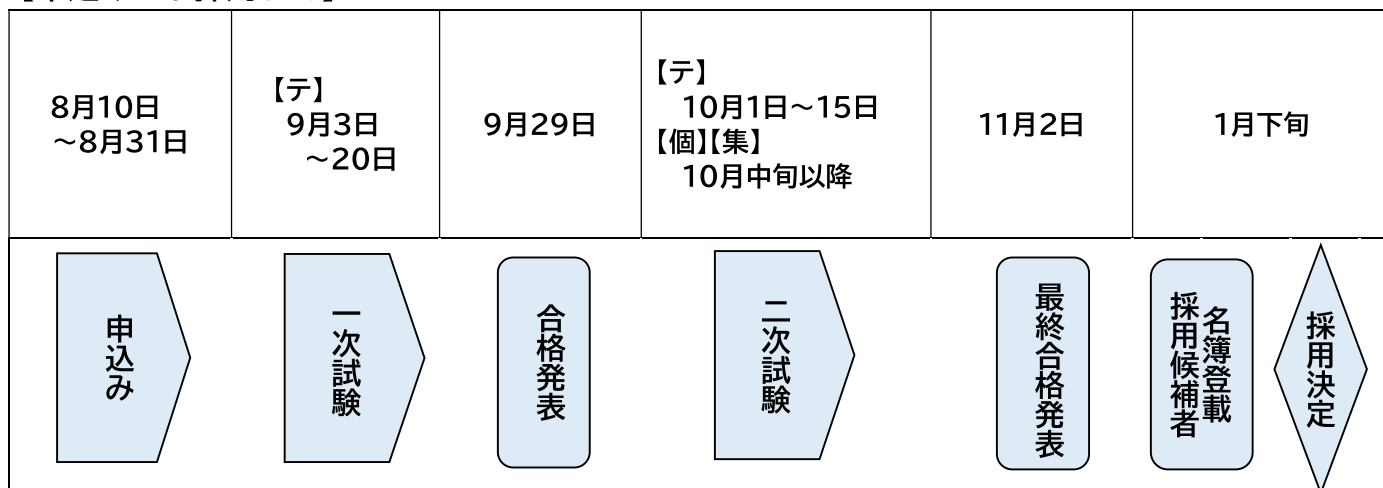 8月10日
～8月31日
【テ】
9月3日
～20日
9月29日
【テ】
10月1日～15日
【個】【集】
10月中旬以降
11月2日
1月下旬
申込み
一次試験
合格発表
二次試験
最終合格発表
採用候補者
名簿登載
採用決定